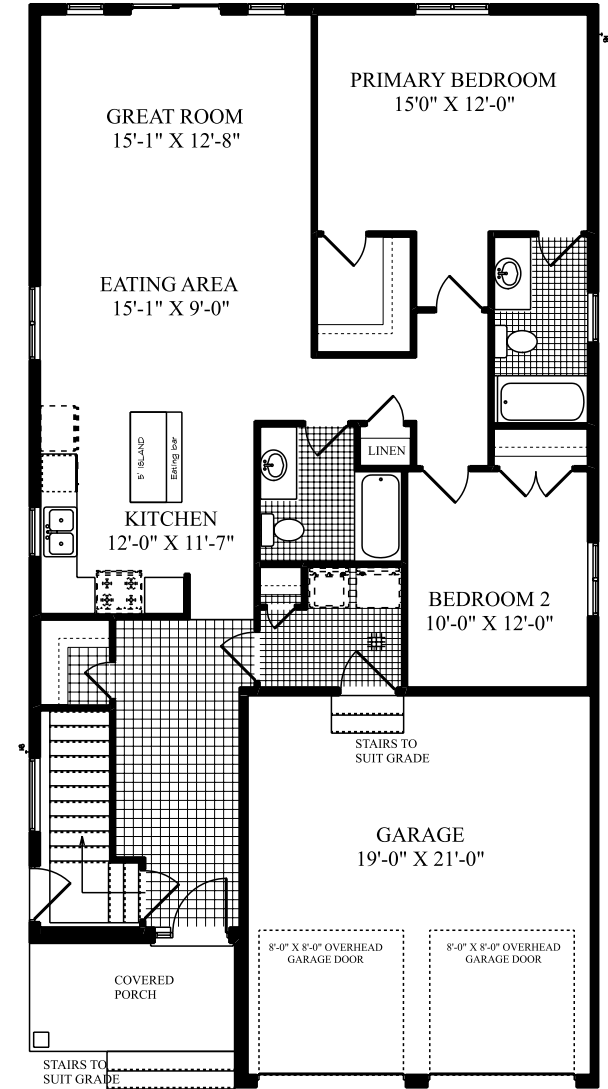 PRIMARY BEDROOM
15'0" X 12'-0"
GREAT ROOM
15'-1" X 12'-8"
EATING AREA
15'-1" X 9'-0"
5' ISLAND
Eating bar
LINEN
KITCHEN
12'-0" X 11'-7"
BEDROOM 2
10'-0" X 12'-0"
STAIRS TO
SUIT GRADE
GARAGE
19'-0" X 21'-0"
8'-0" X 8'-0" OVERHEAD
GARAGE DOOR
8'-0" X 8'-0" OVERHEAD
GARAGE DOOR
COVERED
PORCH
STAIRS TO
SUIT GRADE